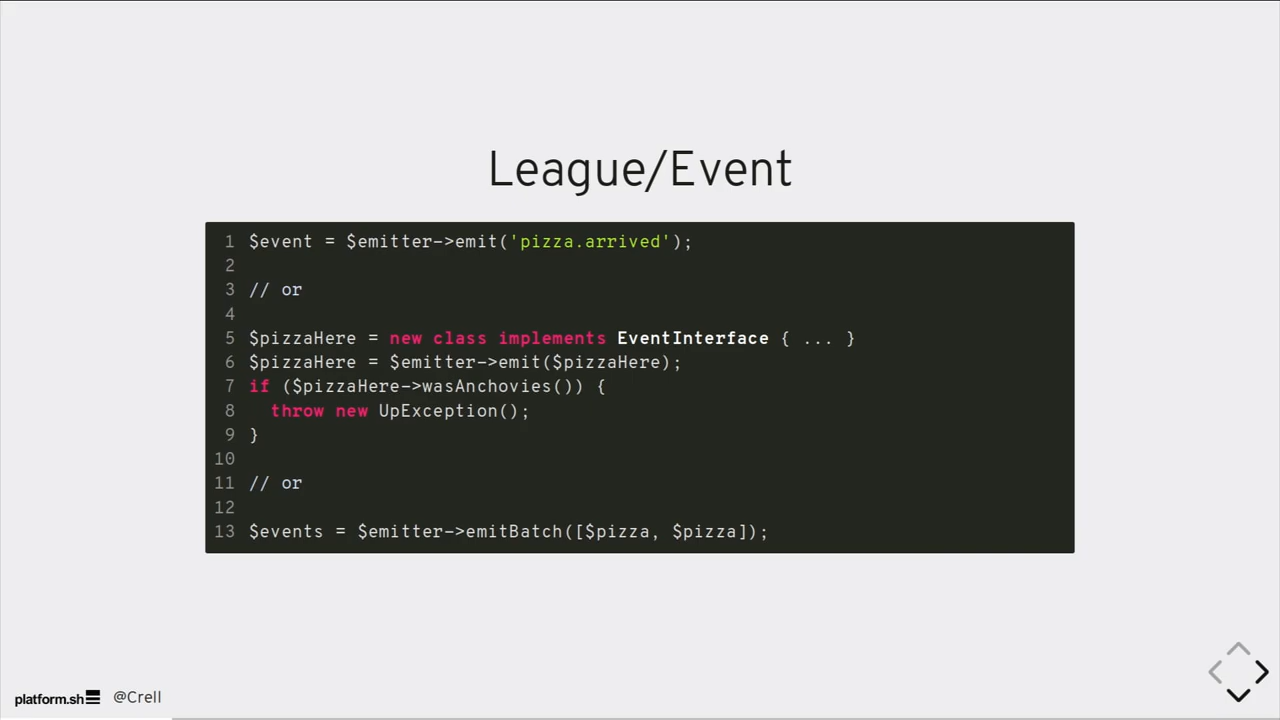 League/Event
1 $event = $emitter->emit('pizza.arrived');
2
3 // or
4
5 $pizzaHere = new class implements EventInterface { ... }
6 $pizzaHere = $emitter->emit($pizzaHere);
7 if ($pizzaHere->wasAnchovies()) {
8   throw new UpException();
9 }
10
11 // or
12
13 $events = $emitter->emitBatch([$pizza, $pizza]);
platform.sh @Crell